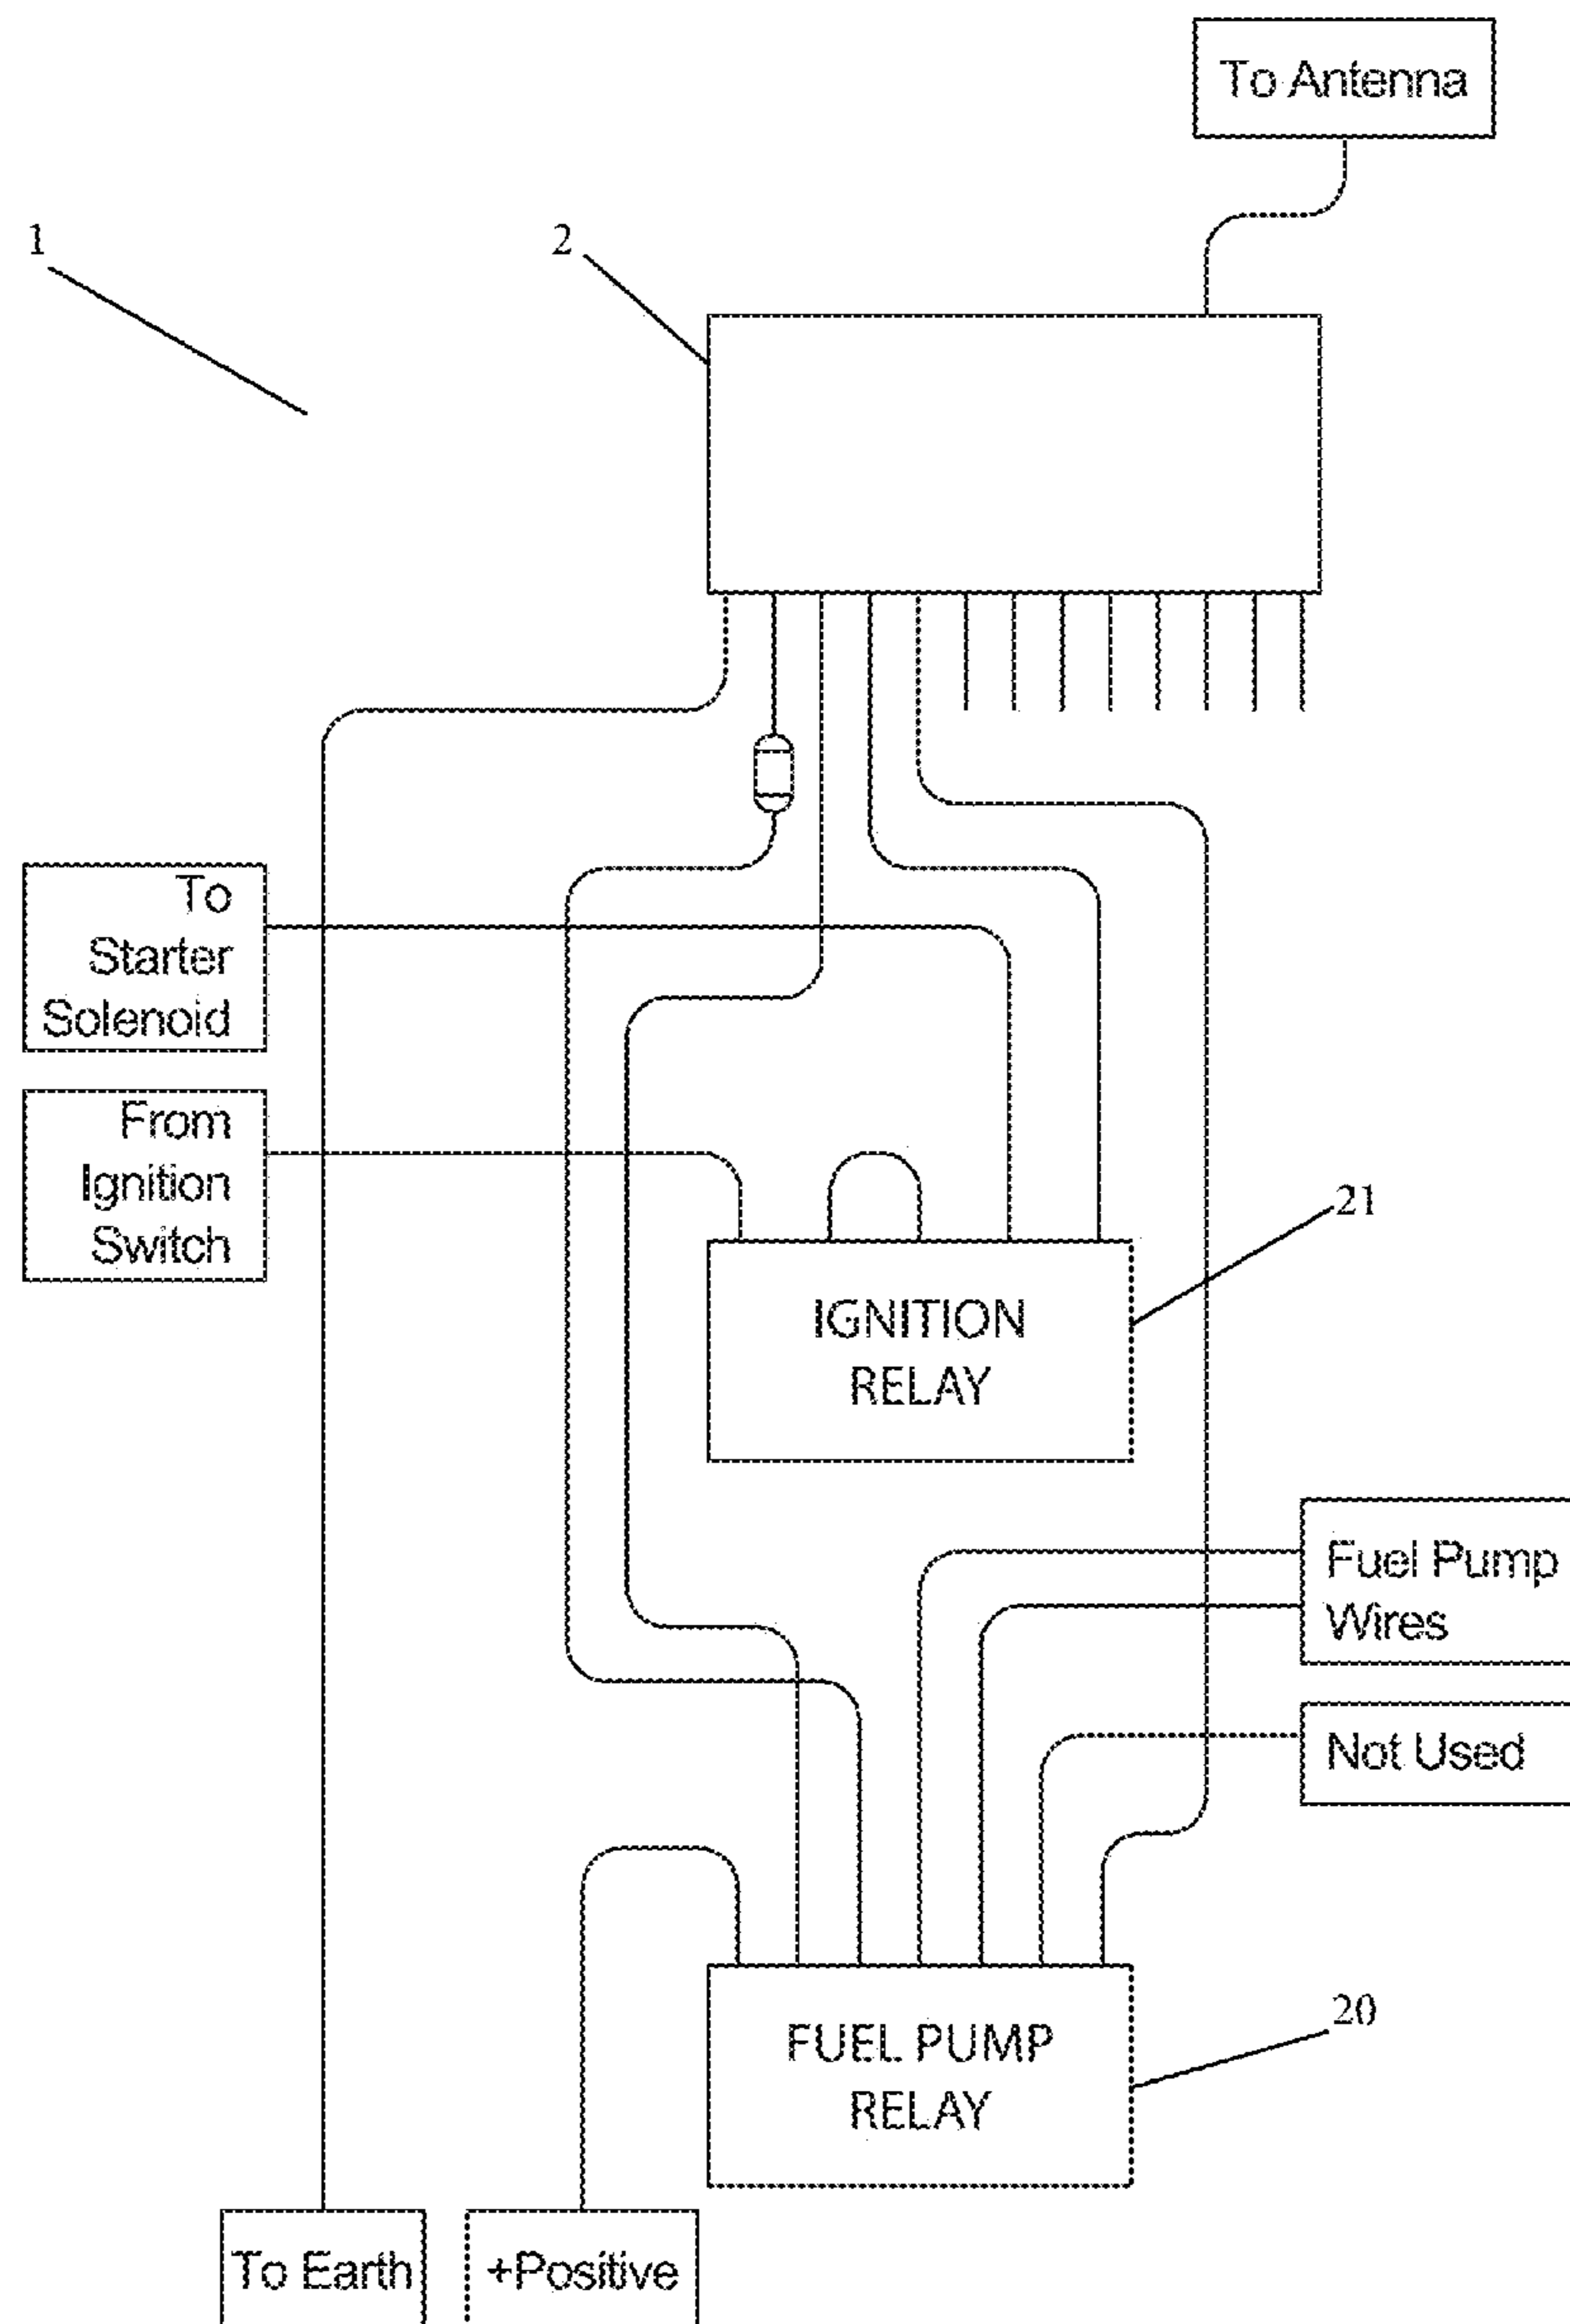 To Antenna
1
2
To
Starter
Solenoid
From
Ignition
Switch
21
IGNITION
RELAY
Fuel Pump
Wires
Not Used
20
FUEL PUMP
RELAY
To Earth
+Positive